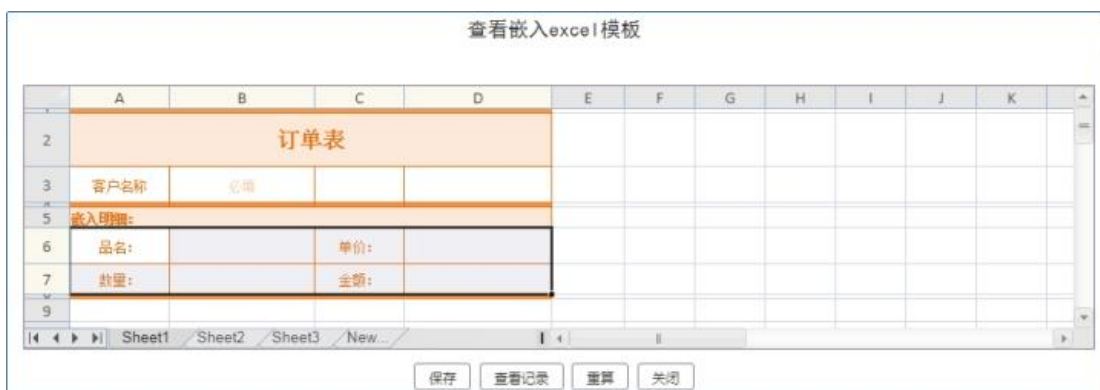 查看嵌入excel模板
A B C D E F G H I J K
2 订单表
3 客户名称 必填
5 嵌入明细:
6 品名: 单价:
7 数量: 金额:
9
Sheet1 Sheet2 Sheet3 New...
保存 查看记录 重算 关闭